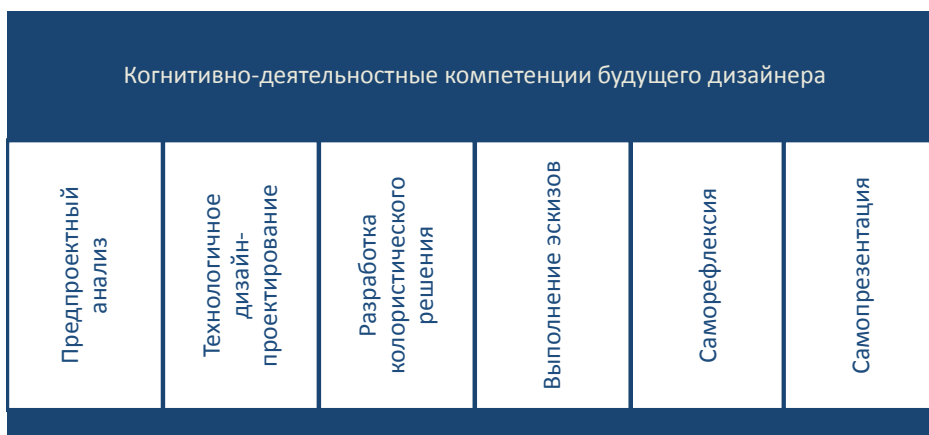 Когнитивно-деятельностные компетенции будущего дизайнера
Предпроектный
анализ
Технологичное
дизайн-
проектирование
Разработка
колористического
решения
Выполнение эскизов
Саморефлексия
Самопрезентация